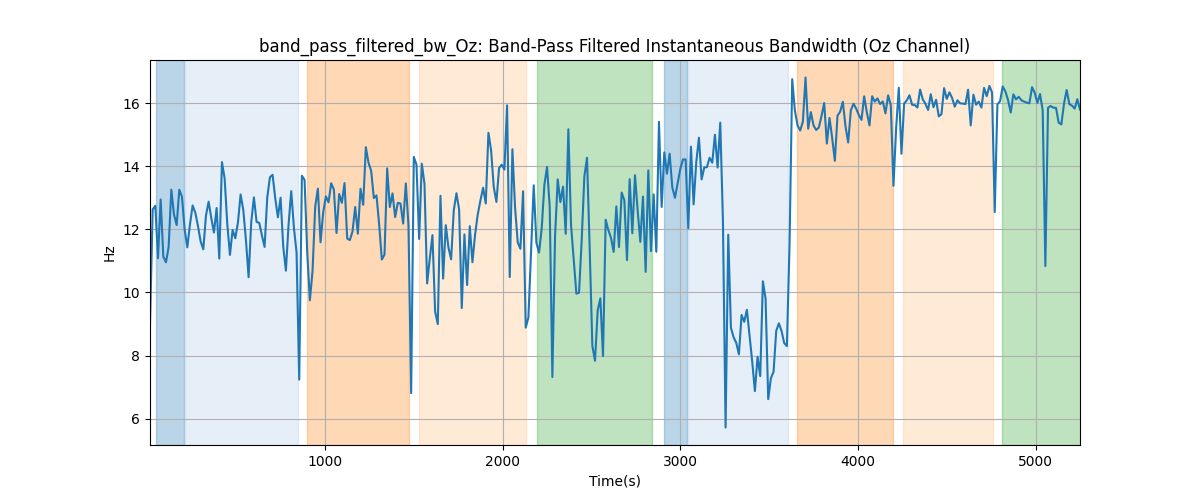 band_pass_filtered_bw_Oz: Band-Pass Filtered Instantaneous Bandwidth (Oz Channel)
16
14
12
10
8
6
Hz
1000 2000 3000 4000 5000
Time(s)